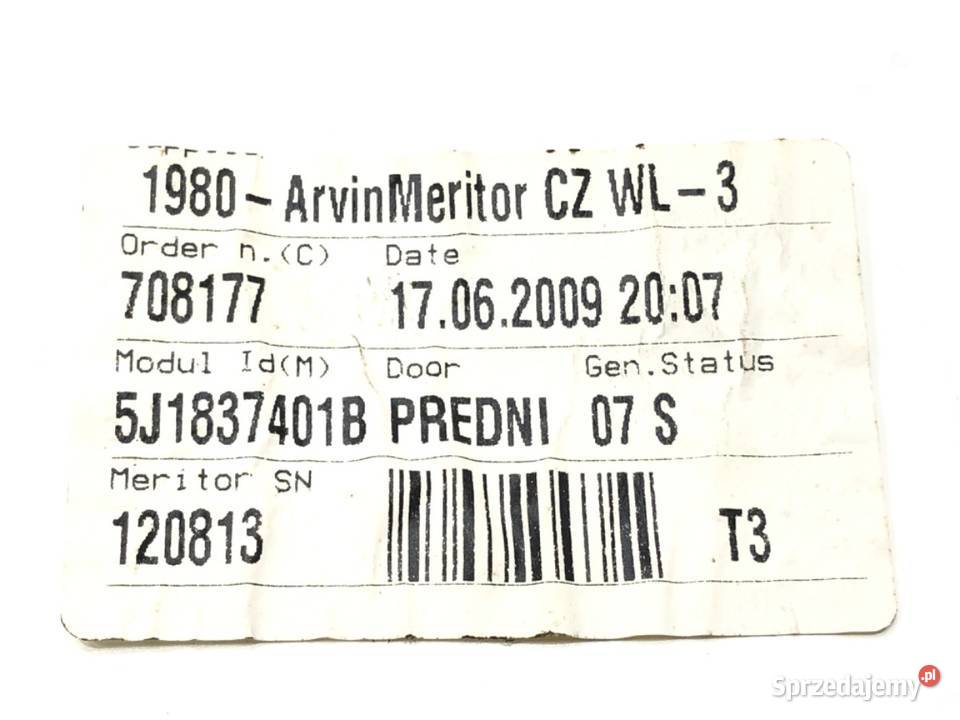 1980-ArvinMeritor CZ WL-3
Order n.(C) Date
708177 17.06.2009 20:07
Modul Id(M) Door Gen.Status
5J1837401B PREDNI 07 S
Meritor SN
120813 T3
Sprzedajemy.pl